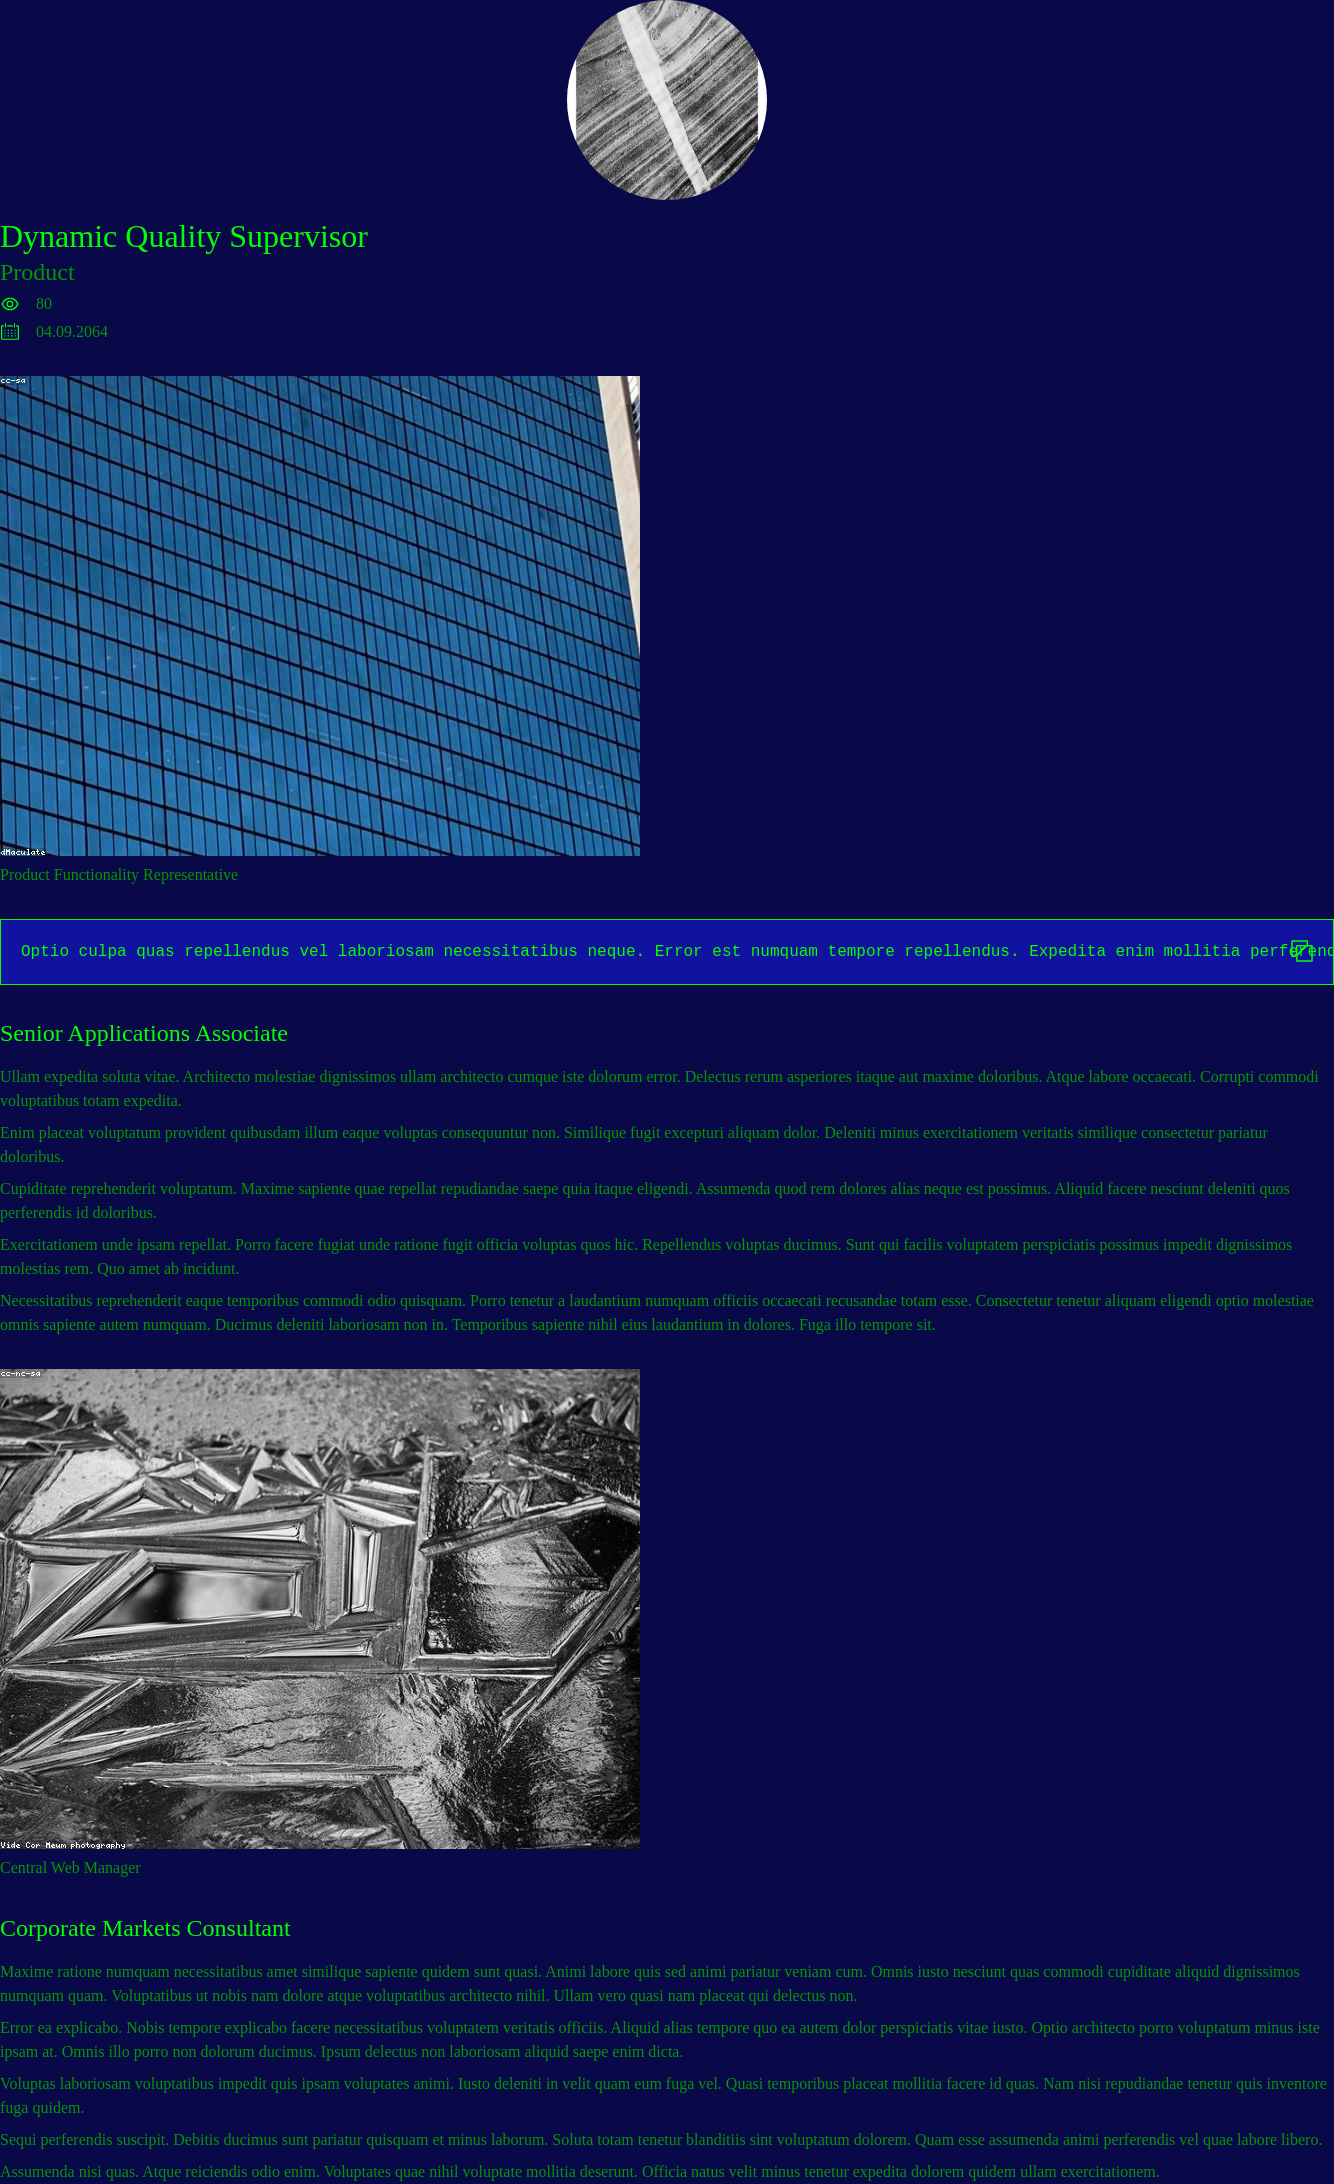 Dynamic Quality Supervisor
Product
80
04.09.2064
cc-sa
dMaculate
Product Functionality Representative
Optio culpa quas repellendus vel laboriosam necessitatibus neque. Error est numquam tempore repellendus. Expedita enim mollitia perferend
Senior Applications Associate
Ullam expedita soluta vitae. Architecto molestiae dignissimos ullam architecto cumque iste dolorum error. Delectus rerum asperiores itaque aut maxime doloribus. Atque labore occaecati. Corrupti commodi
voluptatibus totam expedita.
Enim placeat voluptatum provident quibusdam illum eaque voluptas consequuntur non. Similique fugit excepturi aliquam dolor. Deleniti minus exercitationem veritatis similique consectetur pariatur
doloribus.
Cupiditate reprehenderit voluptatum. Maxime sapiente quae repellat repudiandae saepe quia itaque eligendi. Assumenda quod rem dolores alias neque est possimus. Aliquid facere nesciunt deleniti quos
perferendis id doloribus.
Exercitationem unde ipsam repellat. Porro facere fugiat unde ratione fugit officia voluptas quos hic. Repellendus voluptas ducimus. Sunt qui facilis voluptatem perspiciatis possimus impedit dignissimos
molestias rem. Quo amet ab incidunt.
Necessitatibus reprehenderit eaque temporibus commodi odio quisquam. Porro tenetur a laudantium numquam officiis occaecati recusandae totam esse. Consectetur tenetur aliquam eligendi optio molestiae
omnis sapiente autem numquam. Ducimus deleniti laboriosam non in. Temporibus sapiente nihil eius laudantium in dolores. Fuga illo tempore sit.
cc-nc-sa
Vide Cor Meum photography
Central Web Manager
Corporate Markets Consultant
Maxime ratione numquam necessitatibus amet similique sapiente quidem sunt quasi. Animi labore quis sed animi pariatur veniam cum. Omnis iusto nesciunt quas commodi cupiditate aliquid dignissimos
numquam quam. Voluptatibus ut nobis nam dolore atque voluptatibus architecto nihil. Ullam vero quasi nam placeat qui delectus non.
Error ea explicabo. Nobis tempore explicabo facere necessitatibus voluptatem veritatis officiis. Aliquid alias tempore quo ea autem dolor perspiciatis vitae iusto. Optio architecto porro voluptatum minus iste
ipsam at. Omnis illo porro non dolorum ducimus. Ipsum delectus non laboriosam aliquid saepe enim dicta.
Voluptas laboriosam voluptatibus impedit quis ipsam voluptates animi. Iusto deleniti in velit quam eum fuga vel. Quasi temporibus placeat mollitia facere id quas. Nam nisi repudiandae tenetur quis inventore
fuga quidem.
Sequi perferendis suscipit. Debitis ducimus sunt pariatur quisquam et minus laborum. Soluta totam tenetur blanditiis sint voluptatum dolorem. Quam esse assumenda animi perferendis vel quae labore libero.
Assumenda nisi quas. Atque reiciendis odio enim. Voluptates quae nihil voluptate mollitia deserunt. Officia natus velit minus tenetur expedita dolorem quidem ullam exercitationem.